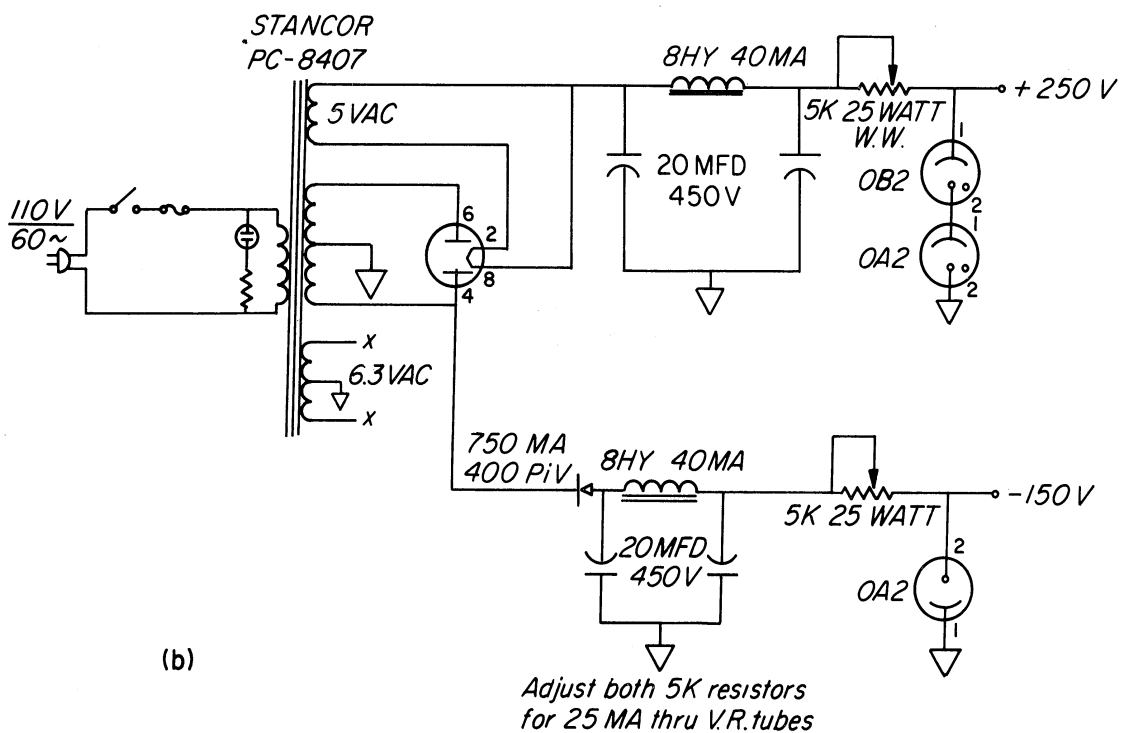 STANCOR
PC-8407
8HY 40MA
5 VAC
+250 V
5K 25 WATT
W.W.
1
20 MFD
450V
OB2
2
110V
60~
6
2
8
4
1
OA2
2
X
6.3 VAC
X
750 MA
400 PiV
8HY 40MA
-150 V
5K 25 WATT
20 MFD
450V
2
OA2
1
(b)
Adjust both 5K resistors
for 25 MA thru V.R. tubes